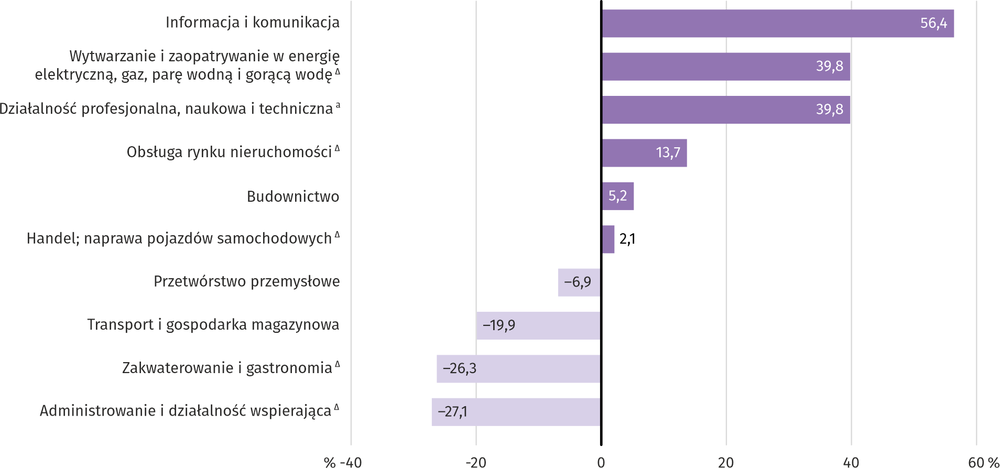 Informacja i komunikacja
56,4
Wytwarzanie i zaopatrywanie w energię
elektryczną, gaz, parę wodną i gorącą wodę Δ
39,8
Działalność profesjonalna, naukowa i techniczna a
39,8
Obsługa rynku nieruchomości Δ
13,7
Budownictwo
5,2
Handel; naprawa pojazdów samochodowych Δ
2,1
Przetwórstwo przemysłowe
–6,9
Transport i gospodarka magazynowa
–19,9
Zakwaterowanie i gastronomia Δ
–26,3
Administrowanie i działalność wspierająca Δ
–27,1
% -40 -20 0 20 40 60 %